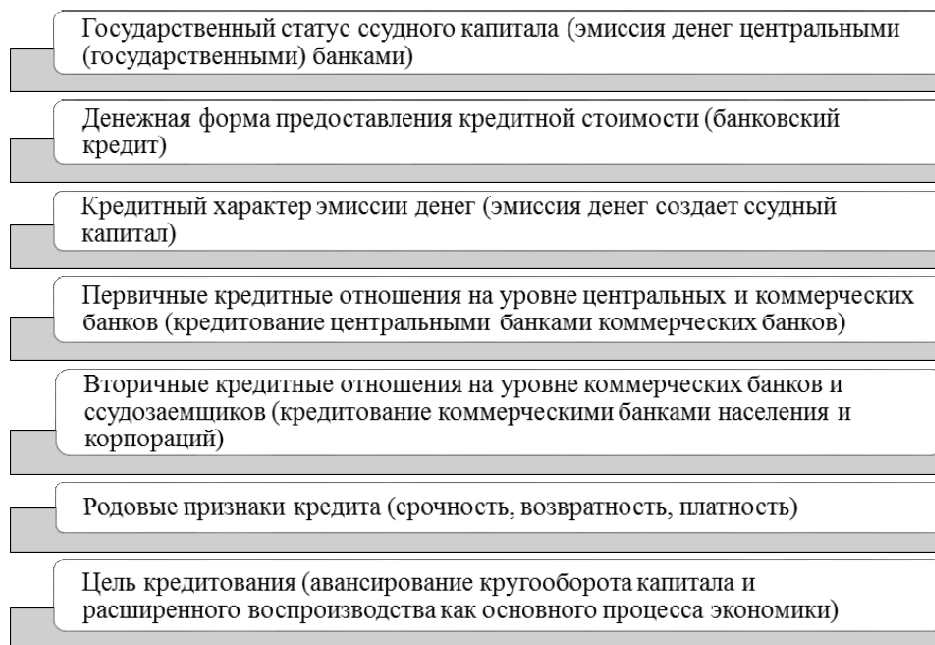 Государственный статус ссудного капитала (эмиссия денег центральными
(государственными) банками)
Денежная форма предоставления кредитной стоимости (банковский
кредит)
Кредитный характер эмиссии денег (эмиссия денег создает ссудный
капитал)
Первичные кредитные отношения на уровне центральных и коммерческих
банков (кредитование центральными банками коммерческих банков)
Вторичные кредитные отношения на уровне коммерческих банков и
ссудозаемщиков (кредитование коммерческими банками населения и
корпораций)
Родовые признаки кредита (срочность, возвратность, платность)
Цель кредитования (авансирование кругооборота капитала и
расширенного воспроизводства как основного процесса экономики)